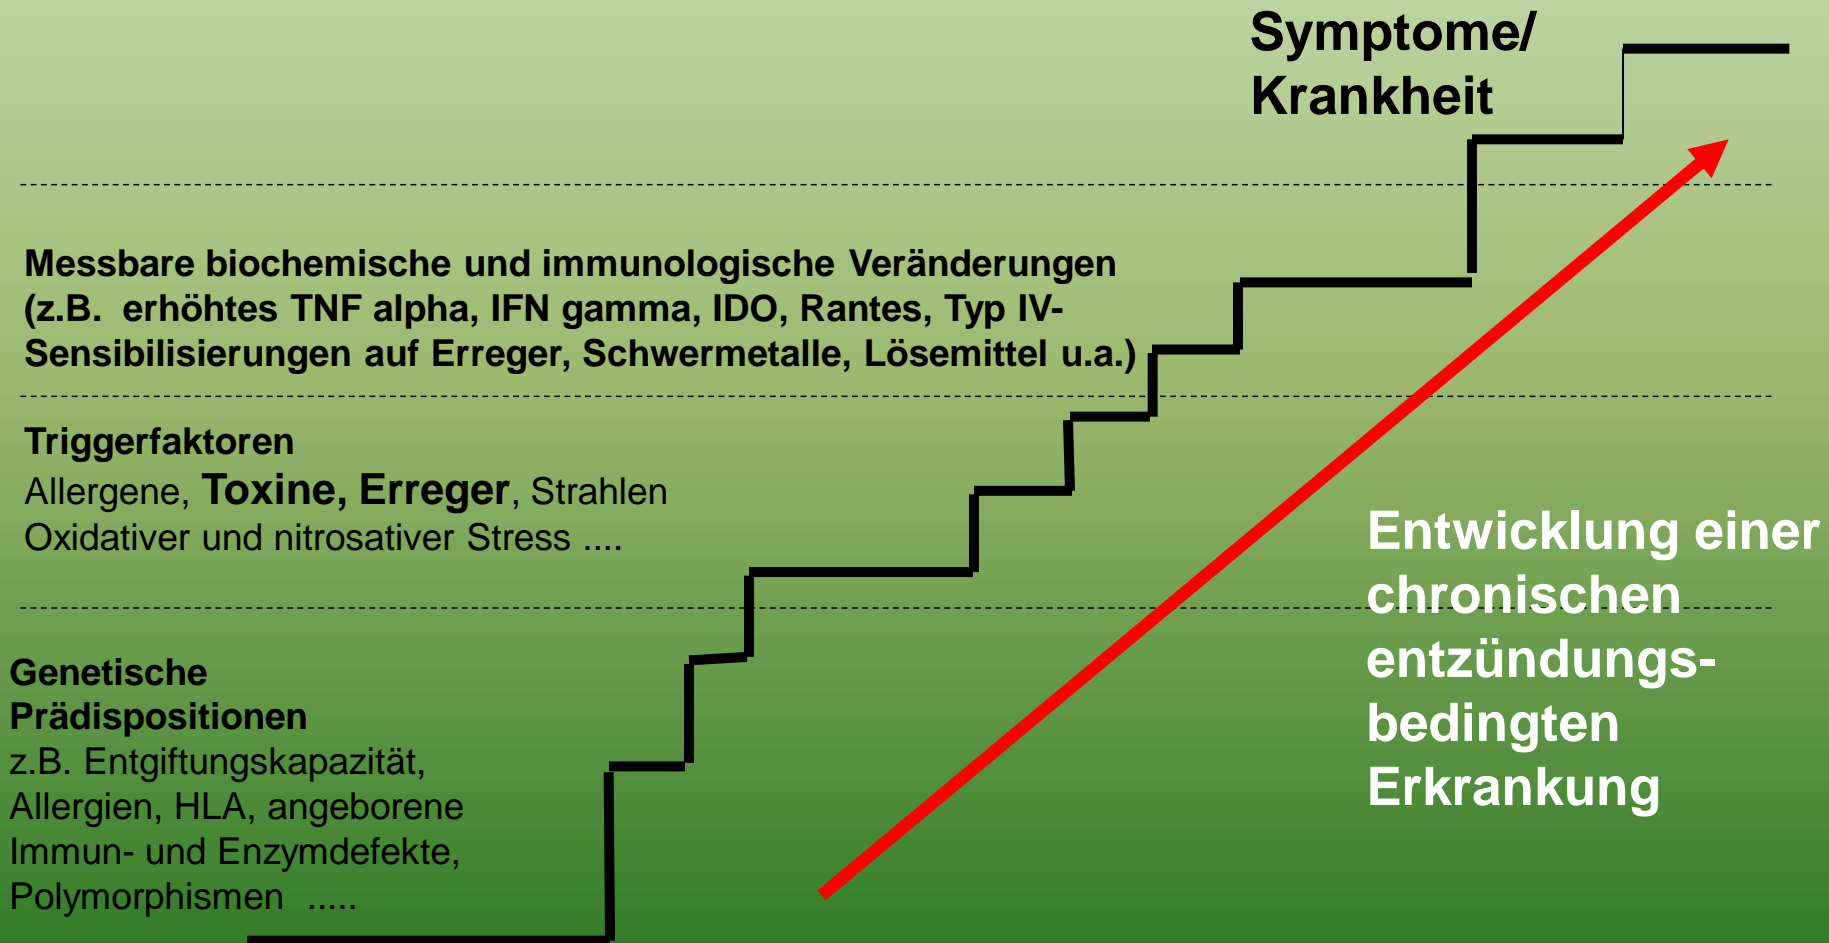 Symptome/
Krankheit
Messbare biochemische und immunologische Veränderungen
(z.B. erhöhtes TNF alpha, IFN gamma, IDO, Rantes, Typ IV-
Sensibilisierungen auf Erreger, Schwermetalle, Lösemittel u.a.)
Triggerfaktoren
Allergene, Toxine, Erreger, Strahlen
Oxidativer und nitrosativer Stress ....
Entwicklung einer
chronischen
entzündungs-
bedingten
Erkrankung
Genetische
Prädispositionen
z.B. Entgiftungskapazität,
Allergien, HLA, angeborene
Immun- und Enzymdefekte,
Polymorphismen .....